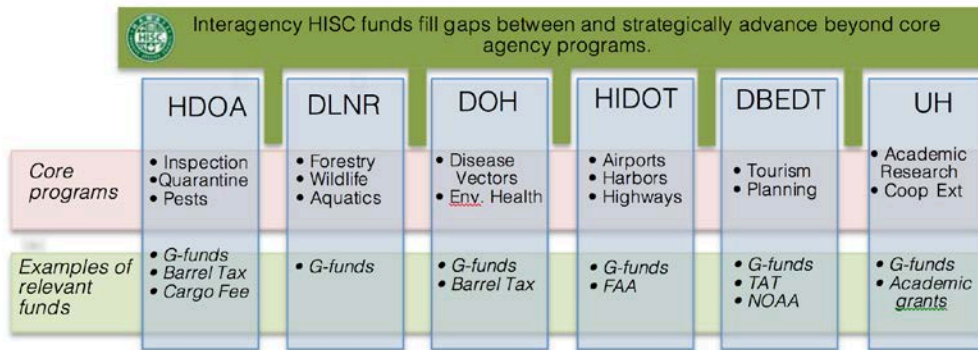 HISC
Interagency HISC funds fill gaps between and strategically advance beyond core
agency programs.
HDOA
DLNR
DOH
HIDOT
DBEDT
UH
Core
programs
• Inspection
•Quarantine
• Pests
• Forestry
• Wildlife
• Aquatics
• Disease
Vectors
• Env. Health
• Airports
• Harbors
• Highways
• Tourism
• Planning
• Academic
Research
• Coop Ext
Examples of
relevant
funds
• G-funds
• Barrel Tax
• Cargo Fee
• G-funds
• G-funds
• Barrel Tax
• G-funds
• FAA
• G-funds
• TAT
• NOAA
• G-funds
• Academic
grants